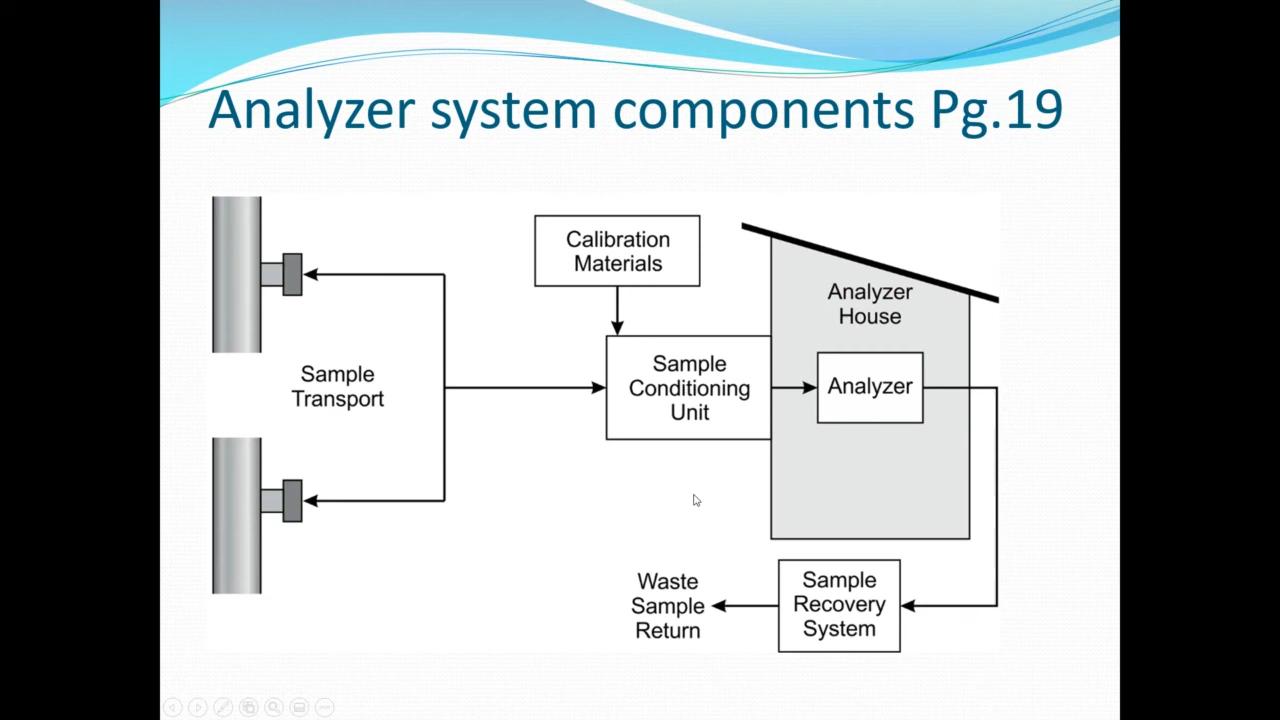 Analyzer system components Pg.19
Calibration
Materials
Analyzer
House
Sample
Transport
Sample
Conditioning
Unit
Analyzer
Waste
Sample
Return
Sample
Recovery
System